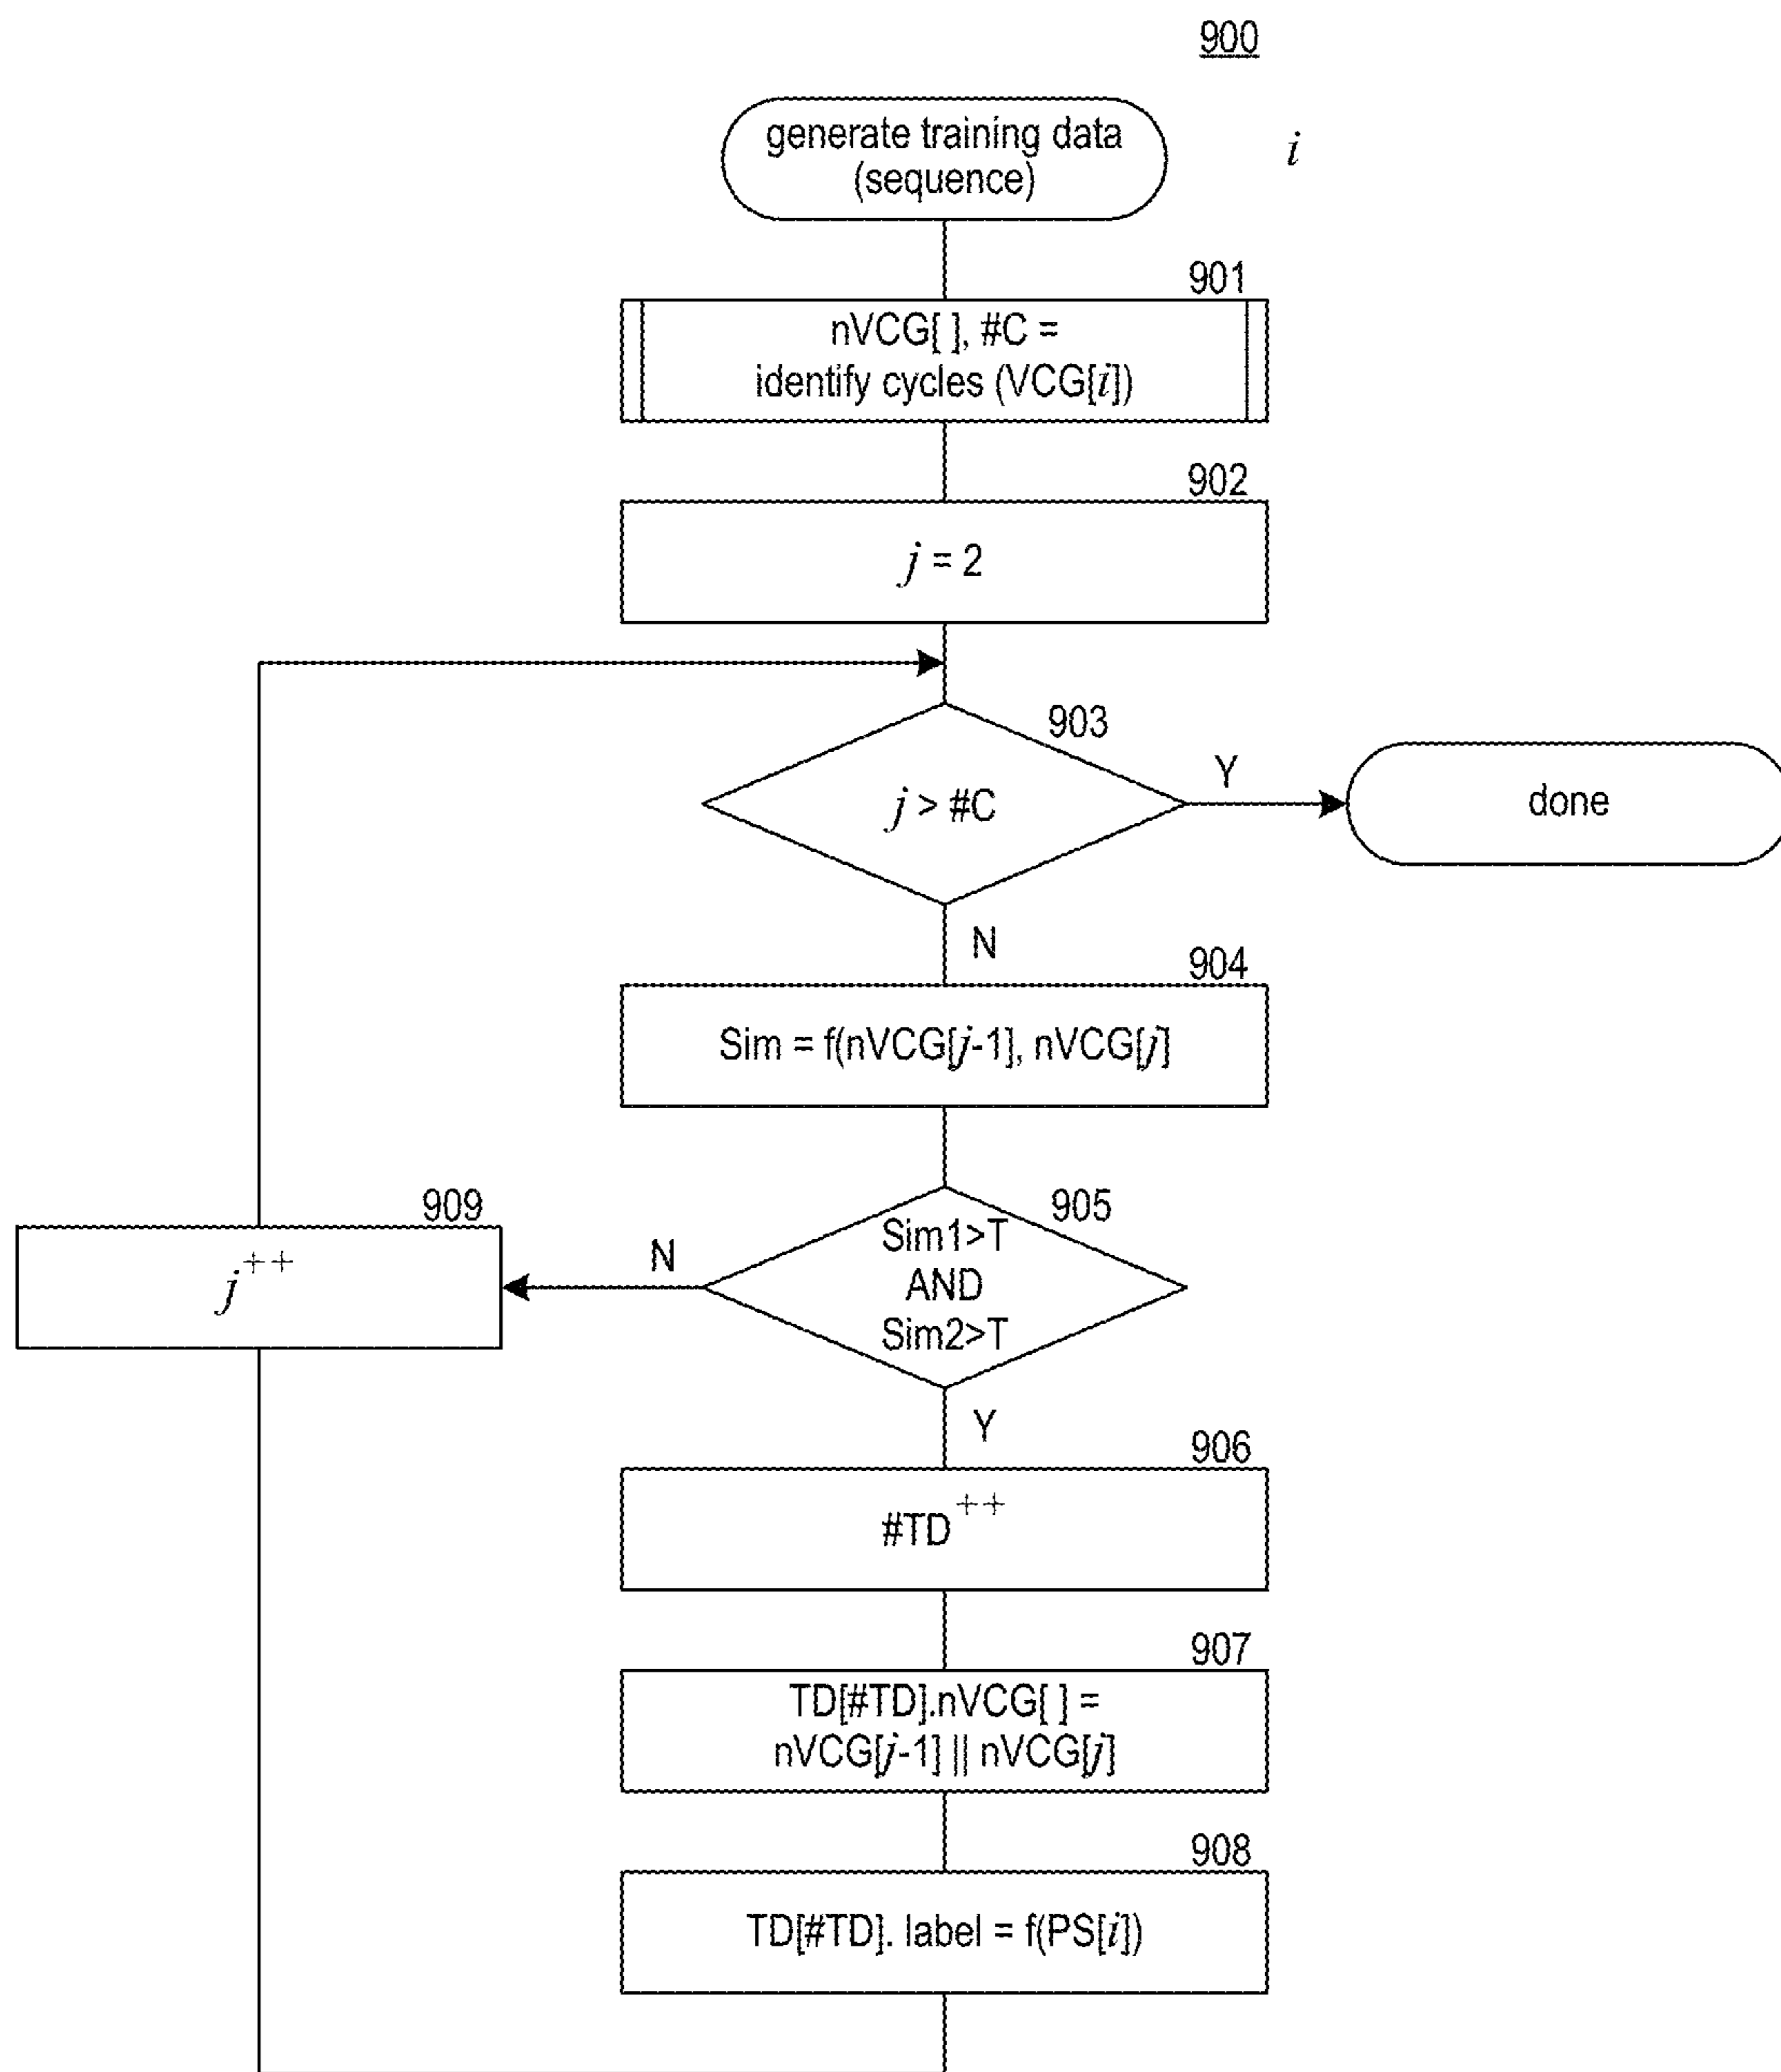 900
generate training data
(sequence)
i
901
nVCG[ ], #C =
identify cycles (VCG[i])
902
j = 2
903
j > #C
Y
done
N
904
Sim = f(nVCG[j-1], nVCG[j]
905
Sim1>T
AND
Sim2>T
N
909
j++
Y
906
#TD++
907
TD[#TD].nVCG[ ] =
nVCG[j-1] || nVCG[j]
908
TD[#TD]. label = f(PS[i])